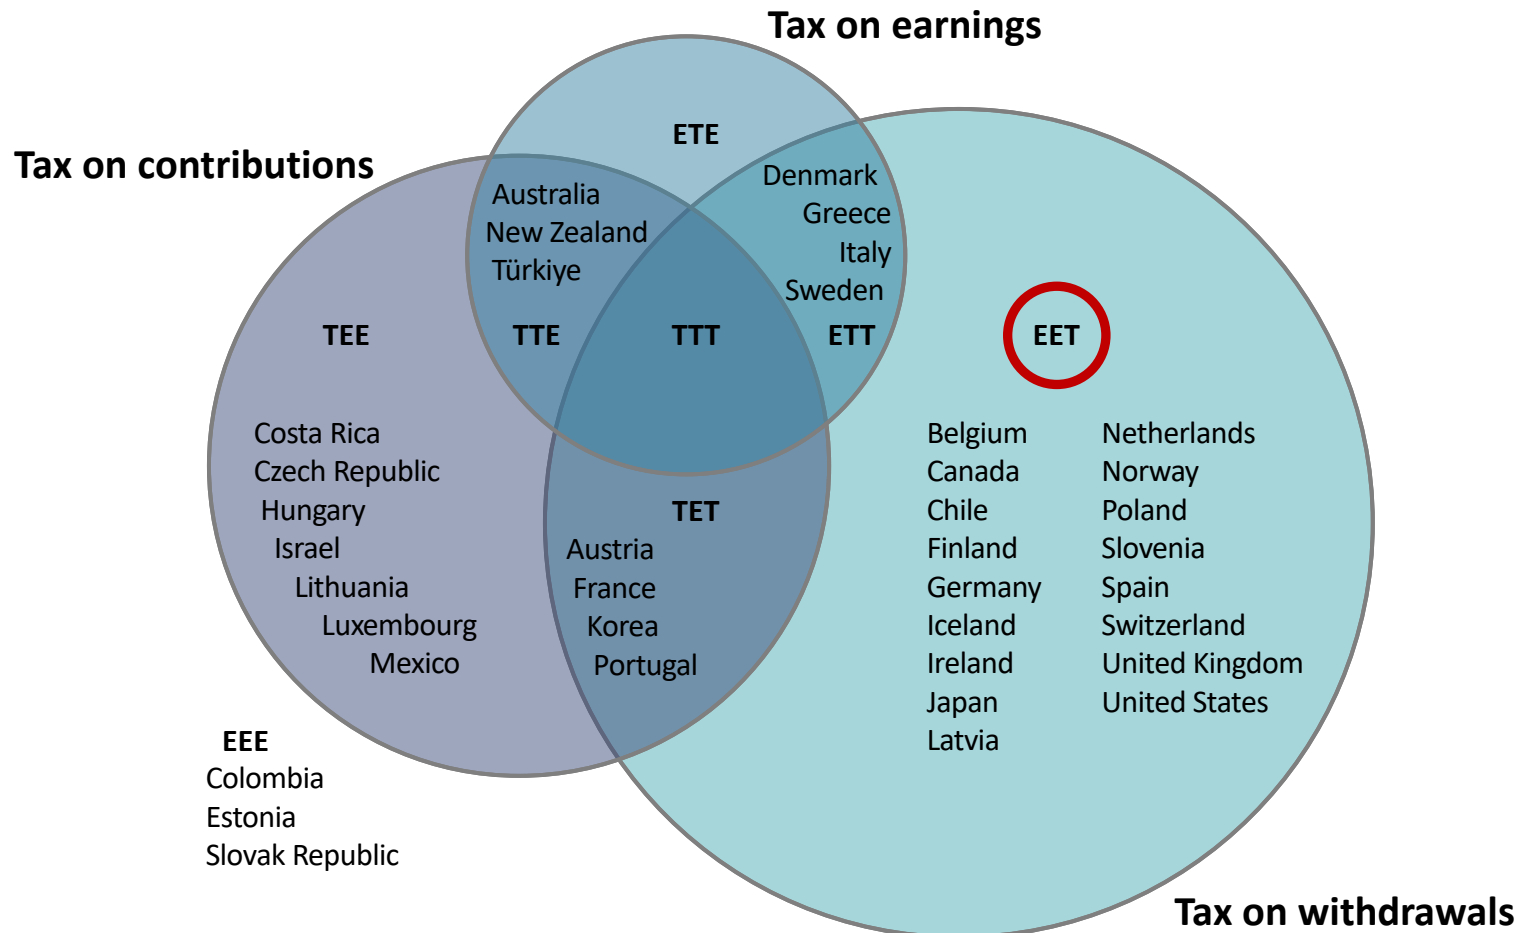 Tax on earnings
Tax on contributions
ETE
Australia
New Zealand
Türkiye
Denmark
Greece
Italy
Sweden
TEE
TTE
TTT
ETT
EET
Costa Rica
Czech Republic
Hungary
Israel
Lithuania
Luxembourg
Mexico
TET
Austria
France
Korea
Portugal
Belgium
Canada
Chile
Finland
Germany
Iceland
Ireland
Japan
Latvia
Netherlands
Norway
Poland
Slovenia
Spain
Switzerland
United Kingdom
United States
EEE
Colombia
Estonia
Slovak Republic
Tax on withdrawals